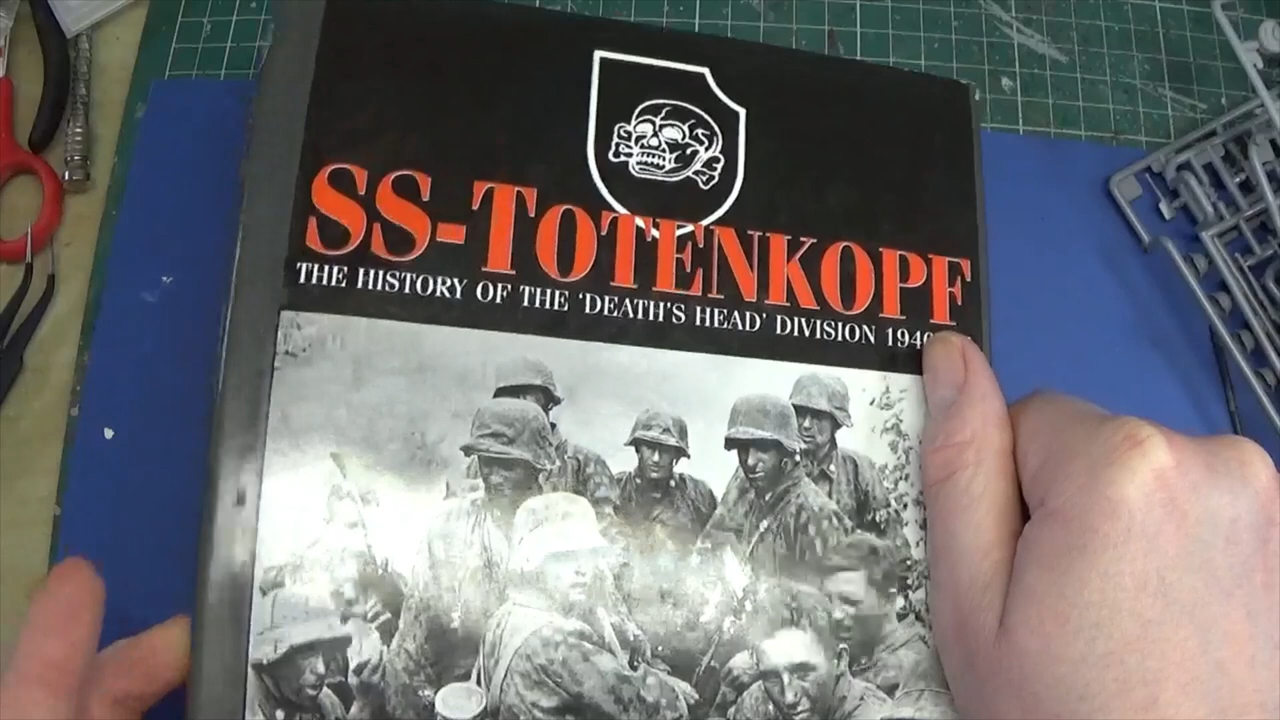 SS-TOTENKOPF
THE HISTORY OF THE 'DEATH'S HEAD' DIVISION